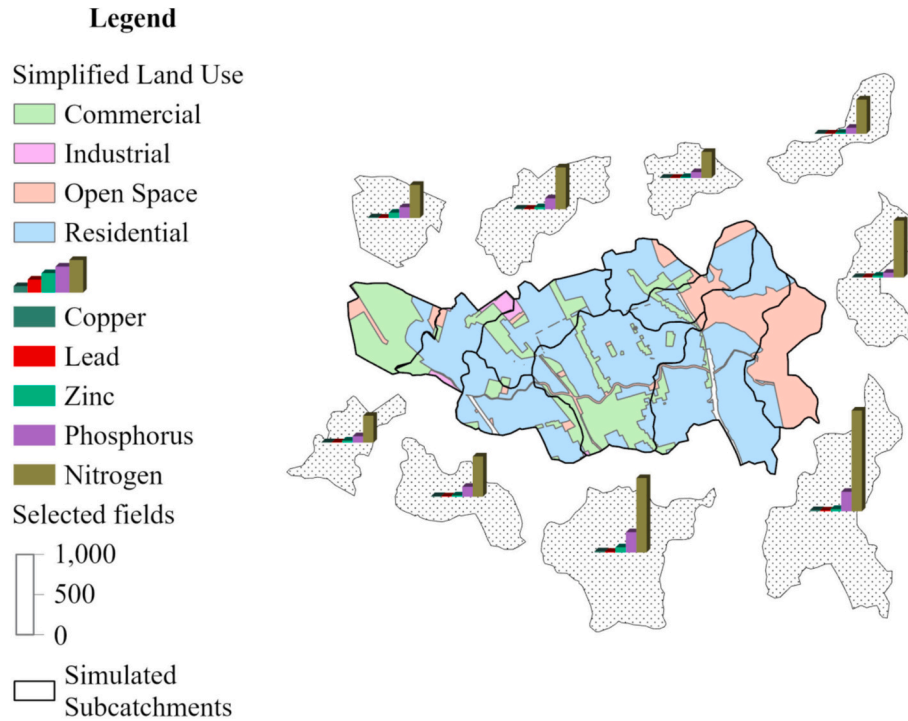 Legend
Simplified Land Use
Commercial
Industrial
Open Space
Residential
Copper
Lead
Zinc
Phosphorus
Nitrogen
Selected fields
1,000
500
0
Simulated
Subcatchments